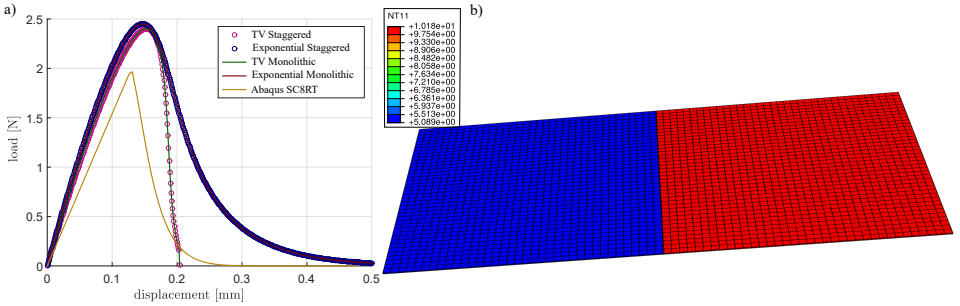 a)
2.5
2
1.5
1
0.5
0
load [N]
0
0.1
0.2
0.3
0.4
0.5
displacement [mm]
TV Staggered
Exponential Staggered
TV Monolithic
Exponential Monolithic
Abaqus SC8RT
NT11
+1.018e+01
+9.754e+00
+9.330e+00
+8.906e+00
+8.482e+00
+8.058e+00
+7.634e+00
+7.210e+00
+6.785e+00
+6.361e+00
+5.937e+00
+5.513e+00
+5.089e+00
b)